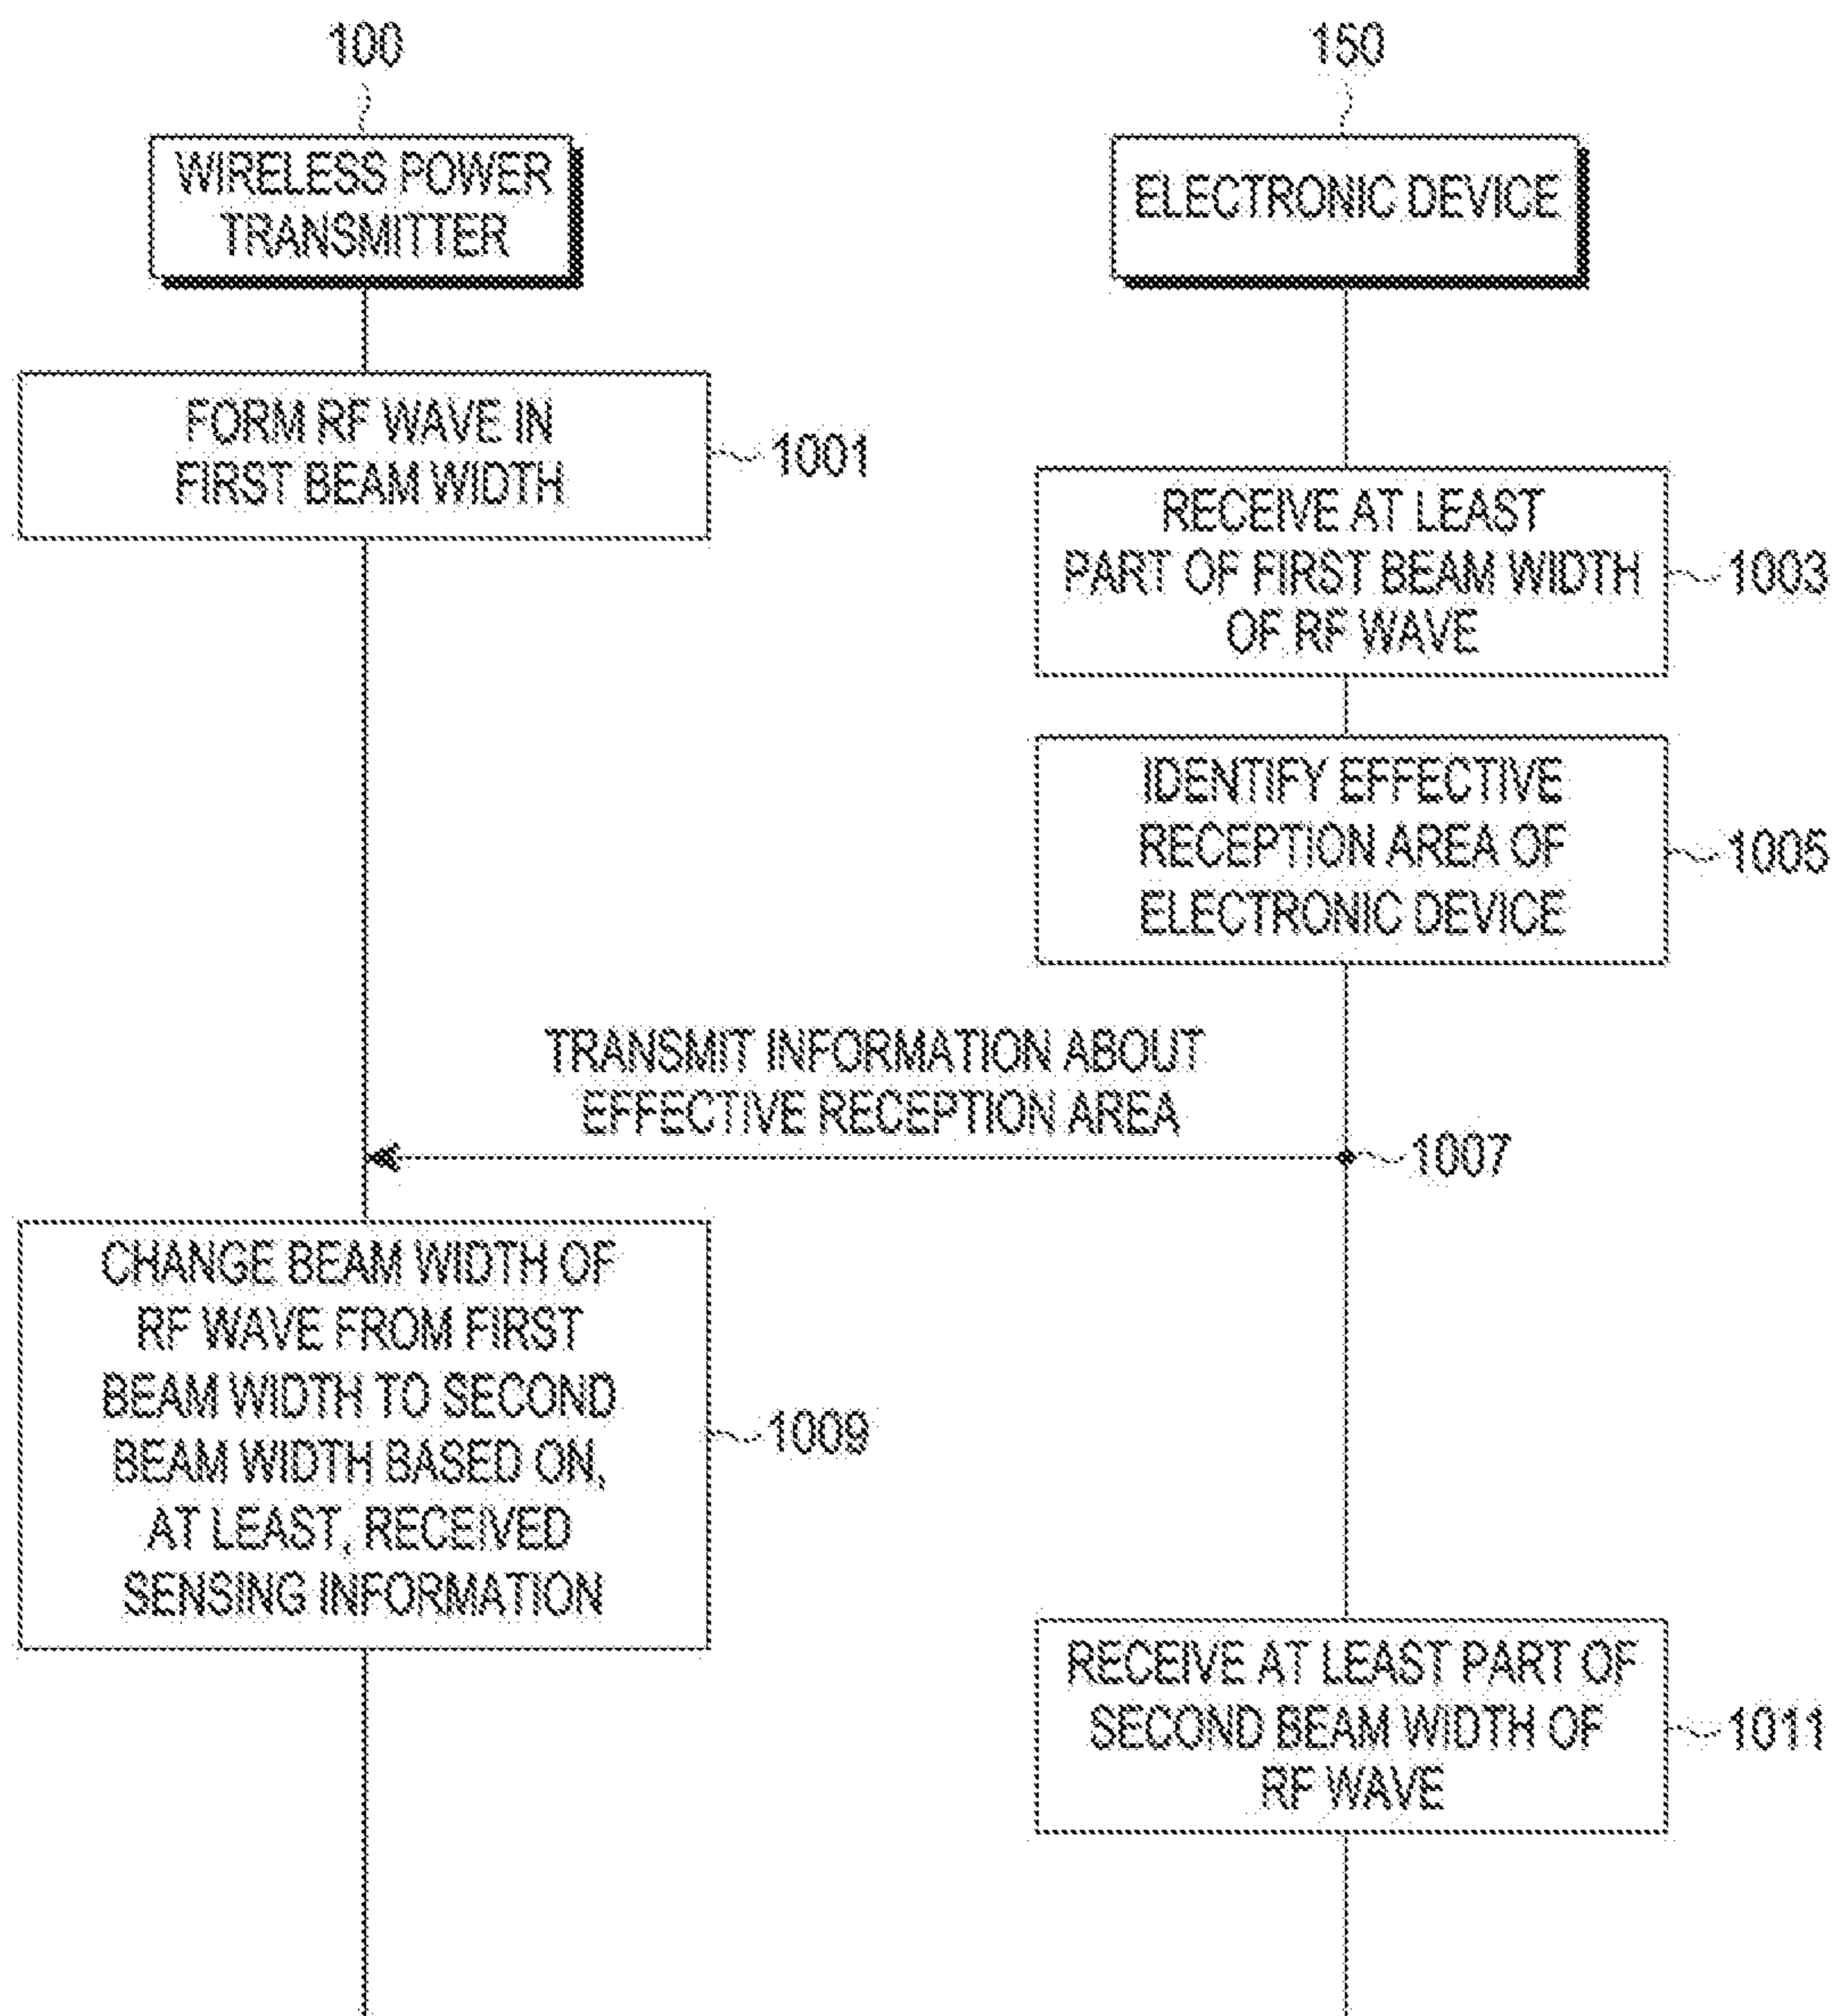 100
150
WIRELESS POWER
TRANSMITTER
ELECTRONIC DEVICE
FORM RF WAVE IN
FIRST BEAM WIDTH
1001
RECEIVE AT LEAST
PART OF FIRST BEAM WIDTH
OF RF WAVE
1003
IDENTIFY EFFECTIVE
RECEPTION AREA OF
ELECTRONIC DEVICE
1005
TRANSMIT INFORMATION ABOUT
EFFECTIVE RECEPTION AREA
1007
CHANGE BEAM WIDTH OF
RF WAVE FROM FIRST
BEAM WIDTH TO SECOND
BEAM WIDTH BASED ON,
AT LEAST, RECEIVED
SENSING INFORMATION
1009
RECEIVE AT LEAST PART OF
SECOND BEAM WIDTH OF
RF WAVE
1011